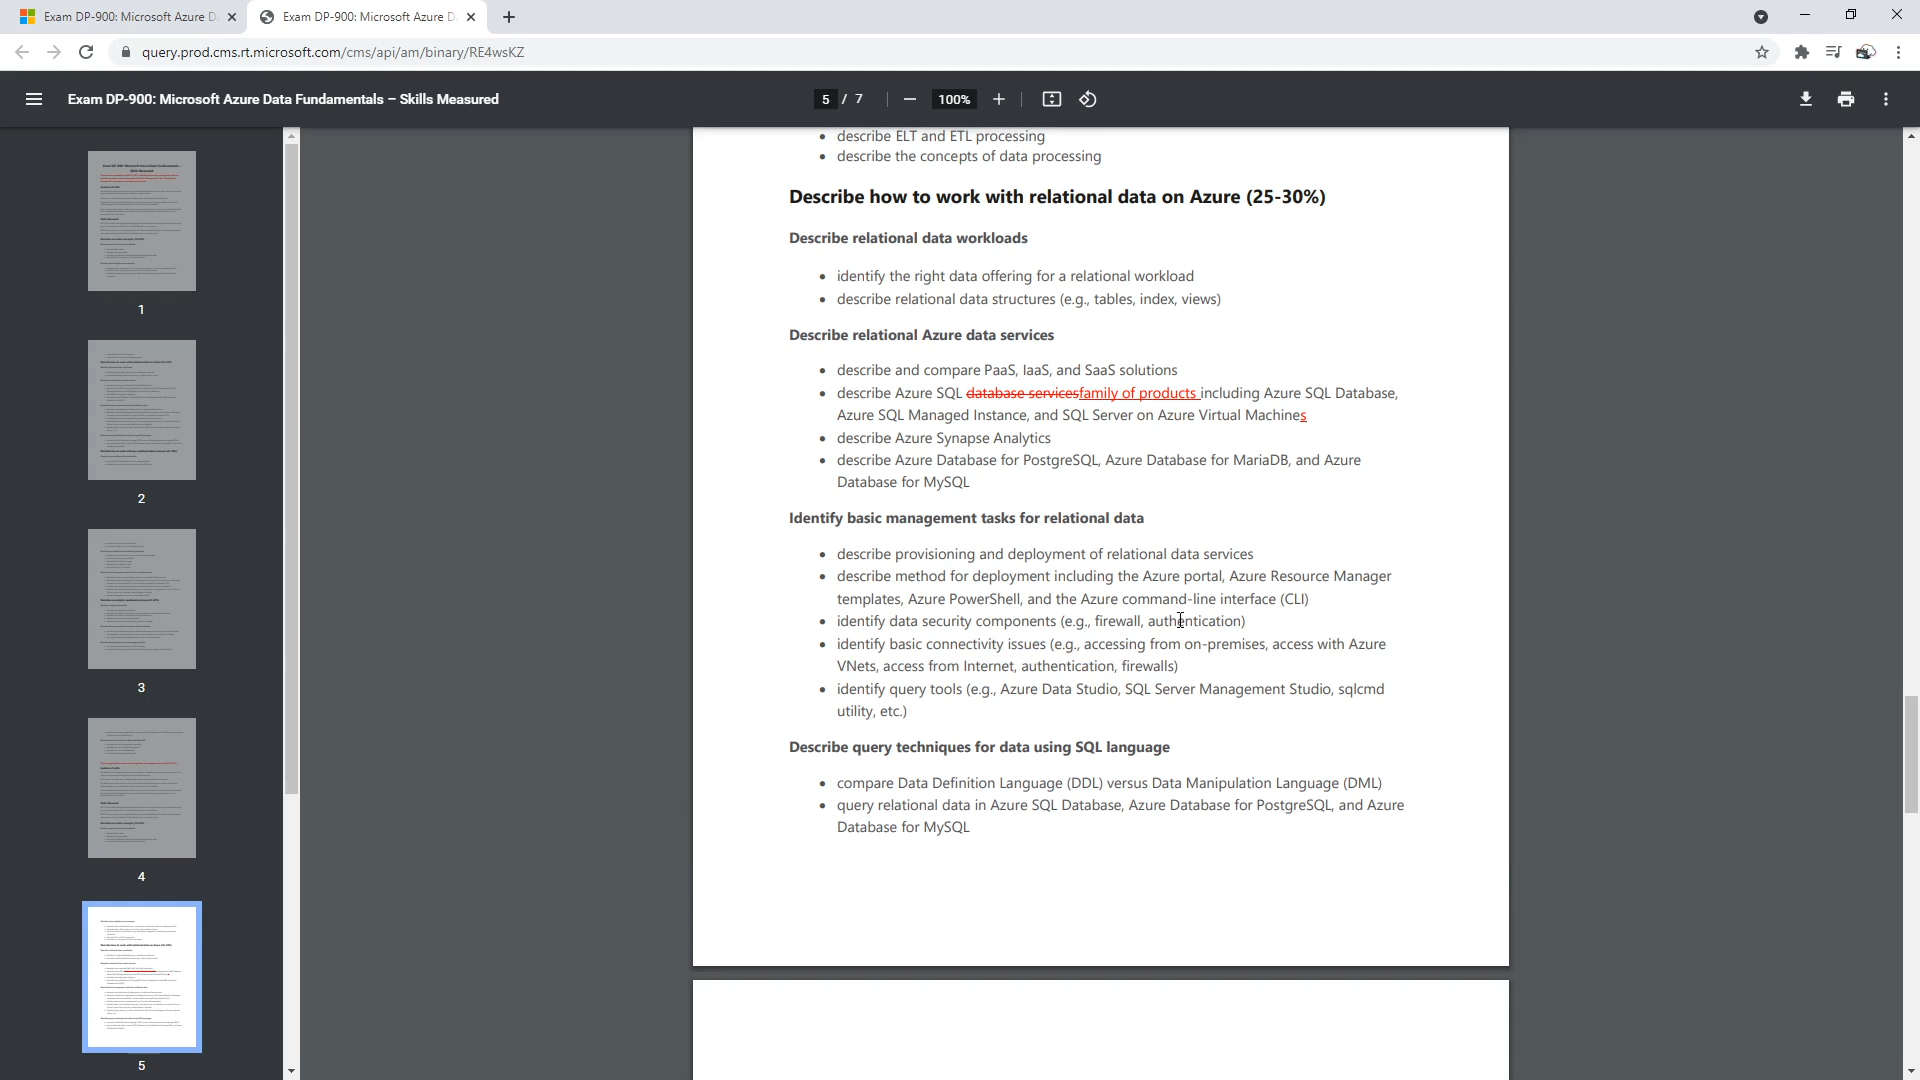 Exam DP-900: Microsoft Azure D
Exam DP-900: Microsoft Azure D
query.prod.cms.rt.microsoft.com/cms/api/am/binary/RE4wsKZ
Exam DP-900: Microsoft Azure Data Fundamentals – Skills Measured
5 / 7
100%
1
2
3
4
5
• describe ELT and ETL processing
• describe the concepts of data processing
Describe how to work with relational data on Azure (25-30%)
Describe relational data workloads
• identify the right data offering for a relational workload
• describe relational data structures (e.g., tables, index, views)
Describe relational Azure data services
• describe and compare PaaS, IaaS, and SaaS solutions
• describe Azure SQL database servicesfamily of products including Azure SQL Database,
Azure SQL Managed Instance, and SQL Server on Azure Virtual Machines
• describe Azure Synapse Analytics
• describe Azure Database for PostgreSQL, Azure Database for MariaDB, and Azure
Database for MySQL
Identify basic management tasks for relational data
• describe provisioning and deployment of relational data services
• describe method for deployment including the Azure portal, Azure Resource Manager
templates, Azure PowerShell, and the Azure command-line interface (CLI)
• identify data security components (e.g., firewall, authentication)
• identify basic connectivity issues (e.g., accessing from on-premises, access with Azure
VNets, access from Internet, authentication, firewalls)
• identify query tools (e.g., Azure Data Studio, SQL Server Management Studio, sqlcmd
utility, etc.)
Describe query techniques for data using SQL language
• compare Data Definition Language (DDL) versus Data Manipulation Language (DML)
• query relational data in Azure SQL Database, Azure Database for PostgreSQL, and Azure
Database for MySQL